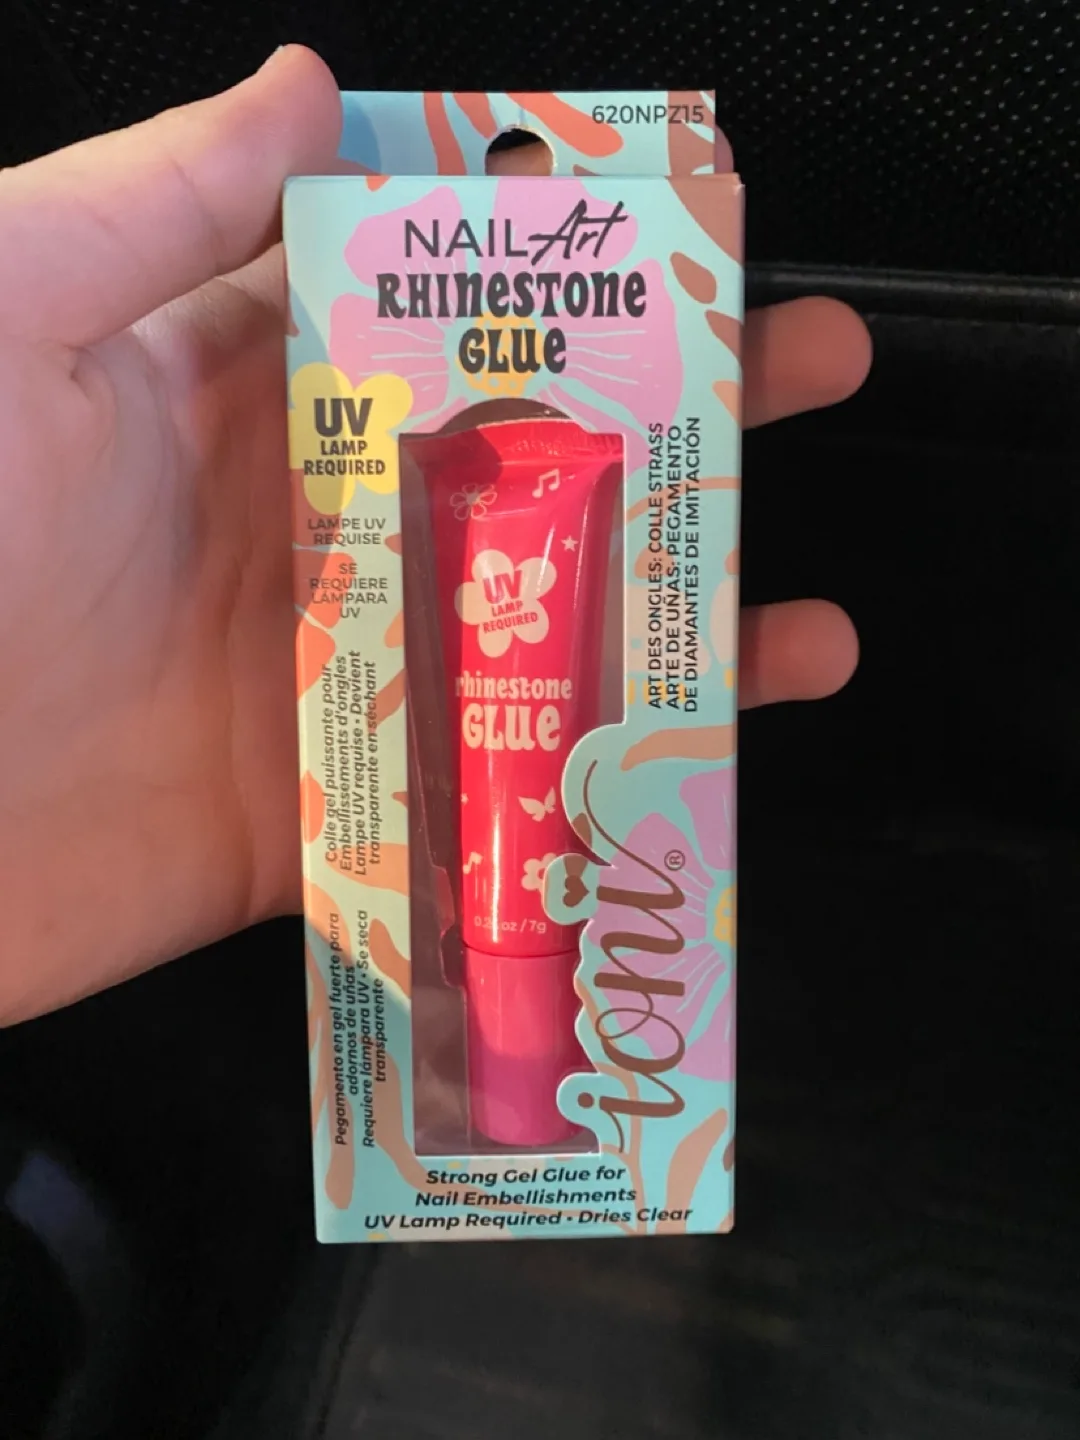 620NPZ15
NAIL Art
RHINESTONE
GLUE
UV
LAMP
REQUIRED
LAMPE UV
REQUISE
SE
REQUIERE
LÁMPARA
UV
Colle gel puissante pour
Embellissements d'ongles
Lampe UV requise • Devient
transparente en séchant
Pegamento en gel fuerte para
adornos de uñas
Requiere lámpara UV • Se seca
transparente
UV
LAMP
REQUIRED
rhinestone
GLUE
oz / 7g
ART DES ONGLES: COLLE STRASS
ARTE DE UÑAS: PEGAMENTO
DE DIAMANTES DE IMITACIÓN
ioni®
Strong Gel Glue for
Nail Embellishments
UV Lamp Required • Dries Clear